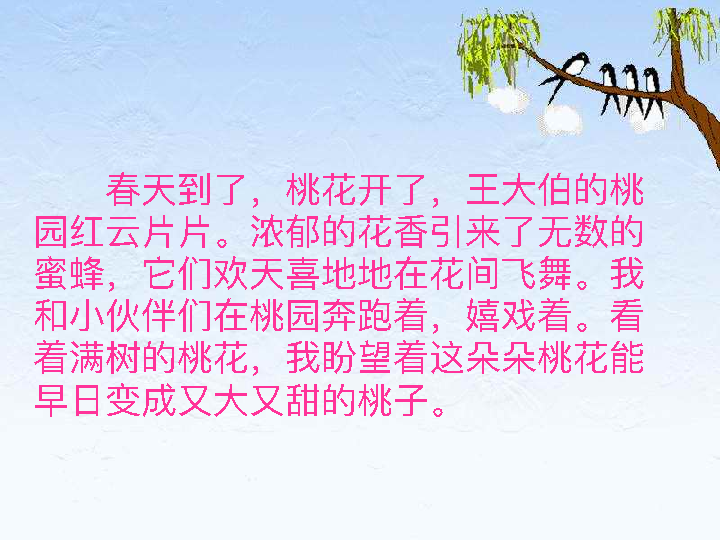 春天到了，桃花开了，王大伯的桃
园红云片片。浓郁的花香引来了无数的
蜜蜂，它们欢天喜地地在花间飞舞。我
和小伙伴们在桃园奔跑着，嬉戏着。看
着满树的桃花，我盼望着这朵朵桃花能
早日变成又大又甜的桃子。